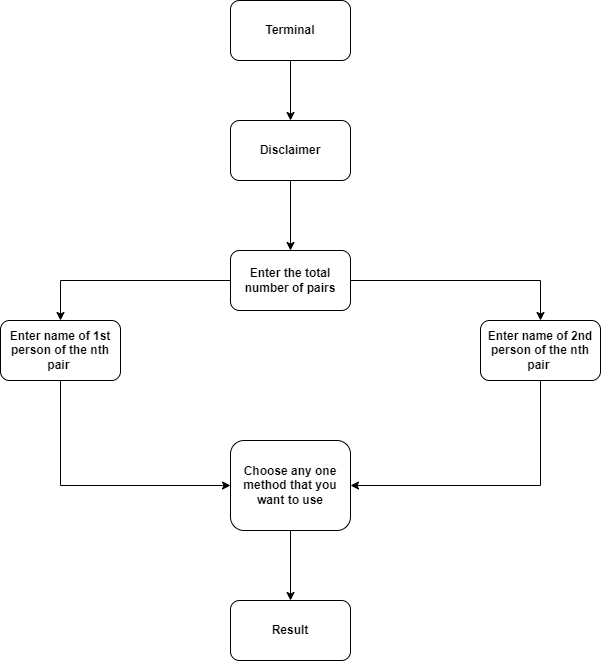 Terminal
Disclaimer
Enter the total
number of pairs
Enter name of 1st
person of the nth
pair
Enter name of 2nd
person of the nth
pair
Choose any one
method that you
want to use
Result